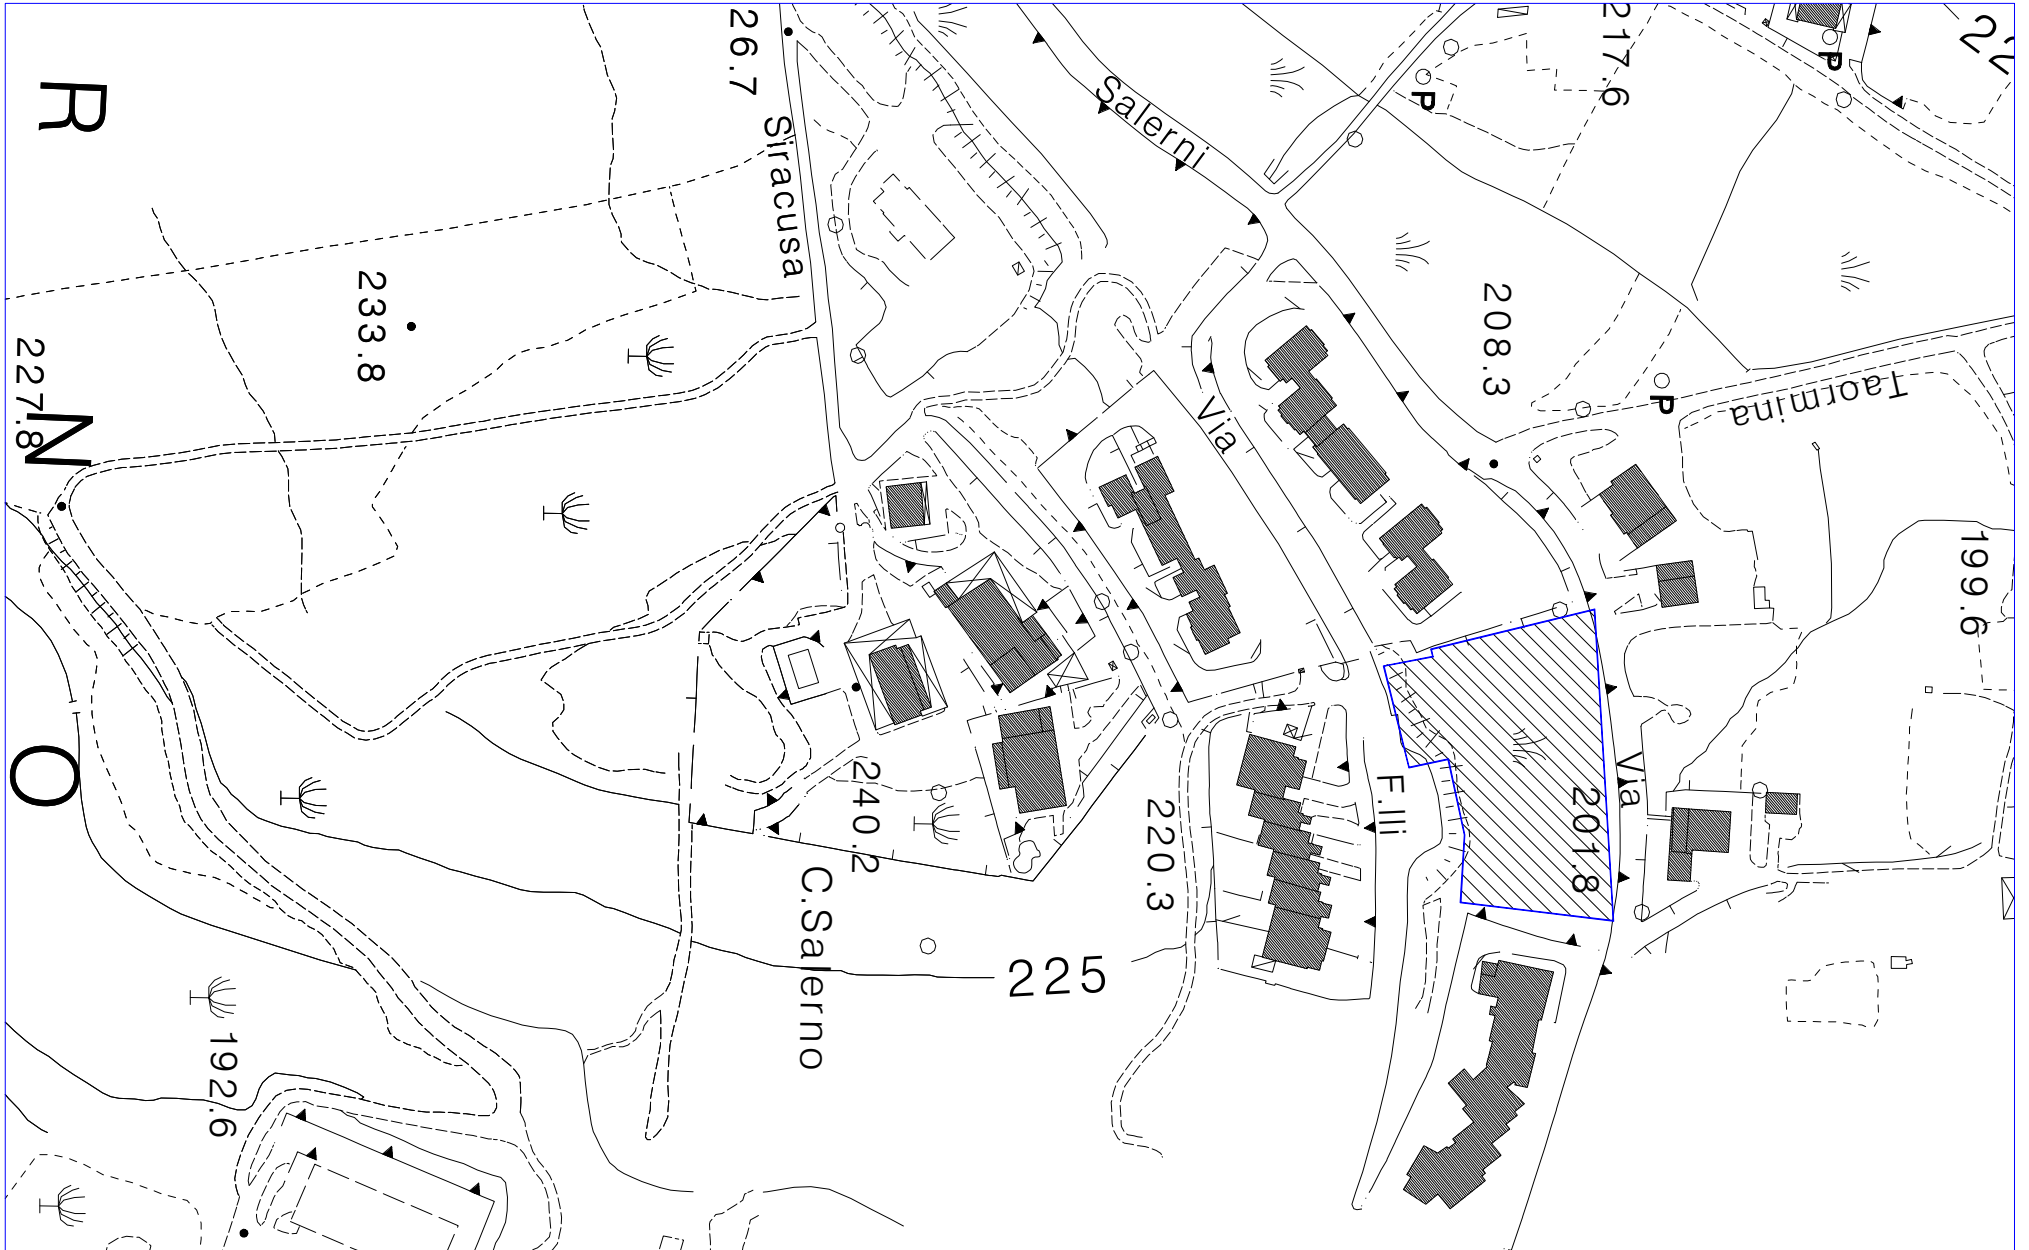 R
N
O
26.7
Siracusa
Salerni
217.6
P
P
22
233.8
227.8
208.3
P
Taormina
Via
199.6
Via
201.8
F.lli
240.2
220.3
C.Salerno
225
192.6